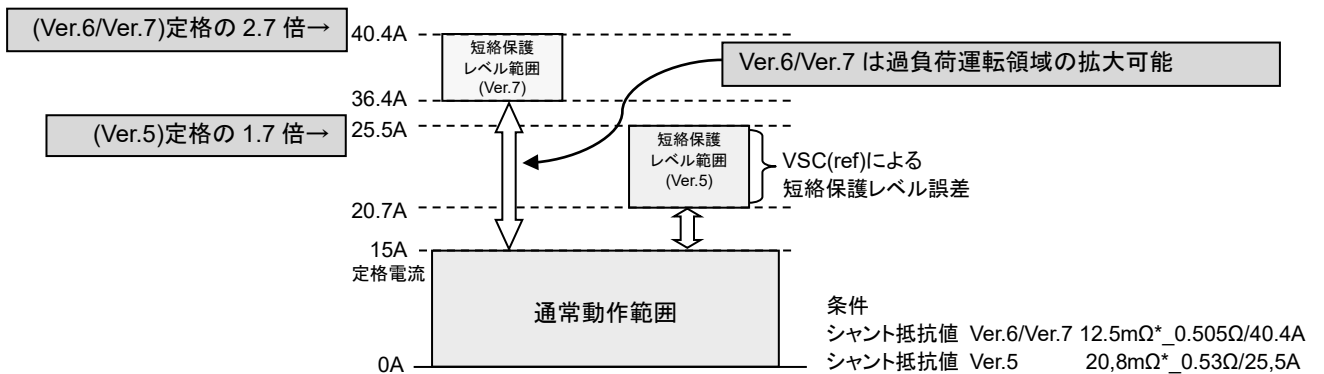 (Ver.6/Ver.7)定格の 2.7 倍→
40.4A
短絡保護
レベル範囲
(Ver.7)
Ver.6/Ver.7 は過負荷運転領域の拡大可能
36.4A
(Ver.5)定格の 1.7 倍→
25.5A
短絡保護
レベル範囲
(Ver.5)
VSC(ref)による
短絡保護レベル誤差
20.7A
15A
定格電流
通常動作範囲
0A
条件
シャント抵抗値 Ver.6/Ver.7 12.5mΩ*_0.505Ω/40.4A
シャント抵抗値 Ver.5 20,8mΩ*_0.53Ω/25,5A